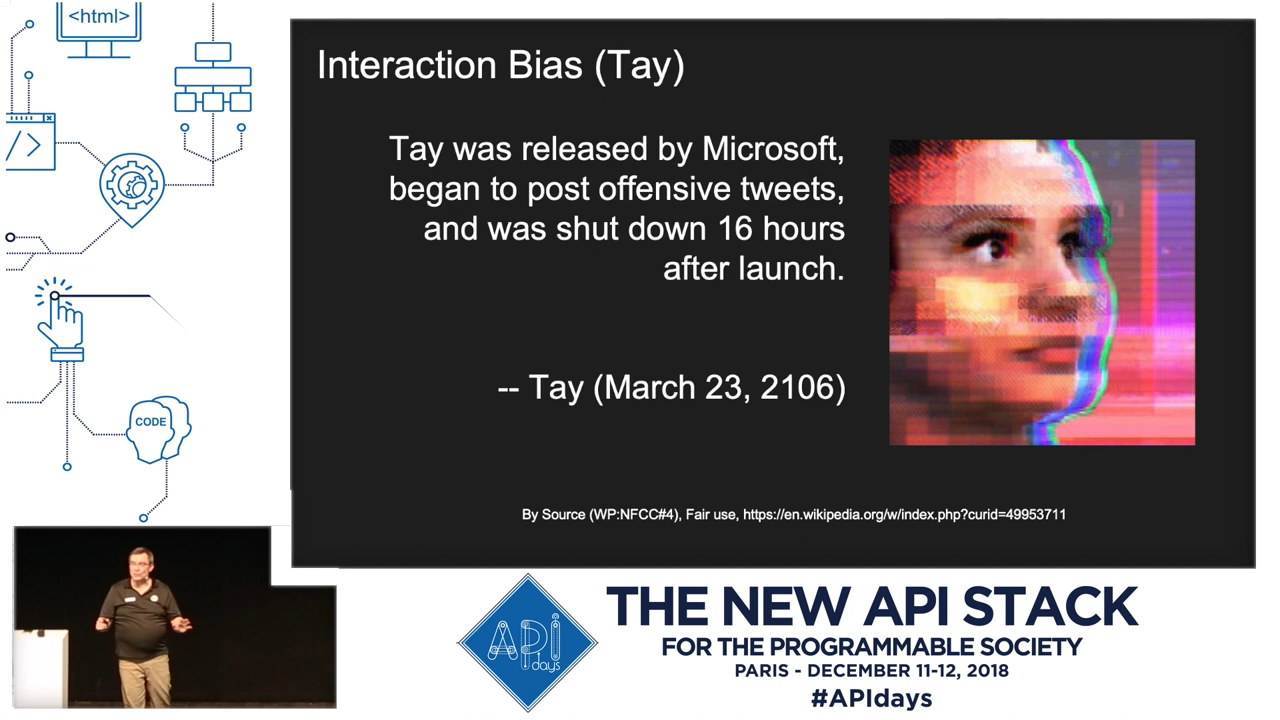 <html>
</>
CODE
Interaction Bias (Tay)
Tay was released by Microsoft,
began to post offensive tweets,
and was shut down 16 hours
after launch.
-- Tay (March 23, 2106)
By Source (WP:NFCC#4), Fair use, https://en.wikipedia.org/w/index.php?curid=49953711
APi
days
THE NEW API STACK
FOR THE PROGRAMMABLE SOCIETY
PARIS - DECEMBER 11-12, 2018
#APIdays